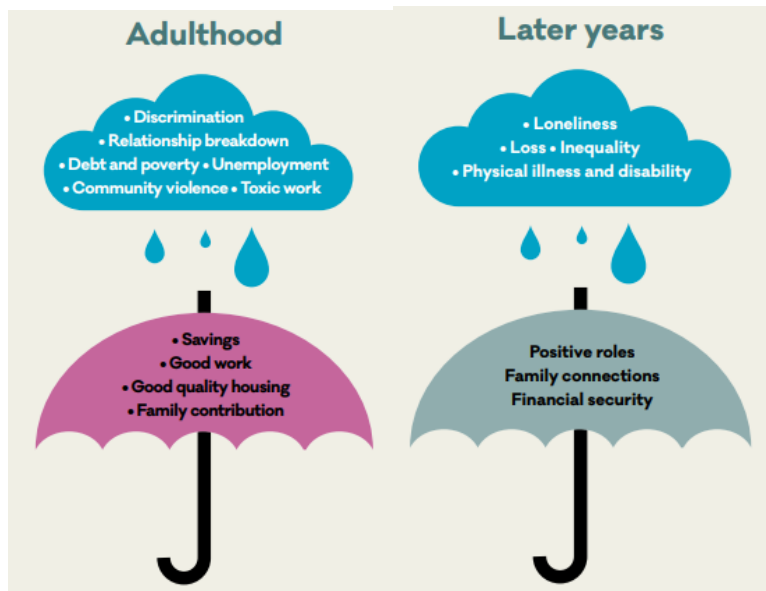 Adulthood
• Discrimination
• Relationship breakdown
• Debt and poverty • Unemployment
• Community violence • Toxic work
• Savings
• Good work
• Good quality housing
• Family contribution
Later years
• Loneliness
• Loss • Inequality
• Physical illness and disability
Positive roles
Family connections
Financial security